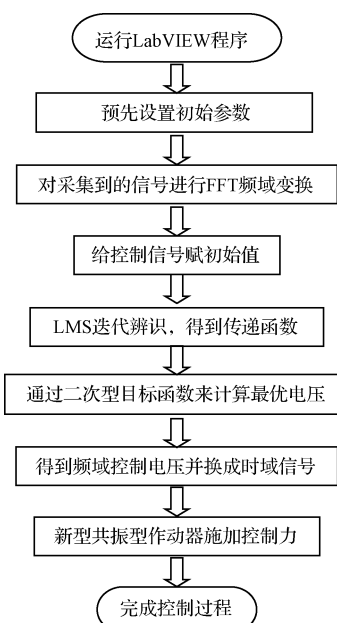 运行LabVIEW程序
预先设置初始参数
对采集到的信号进行FFT频域变换
给控制信号赋初始值
LMS迭代辨识，得到传递函数
通过二次型目标函数来计算最优电压
得到频域控制电压并换成时域信号
新型共振型作动器施加控制力
完成控制过程